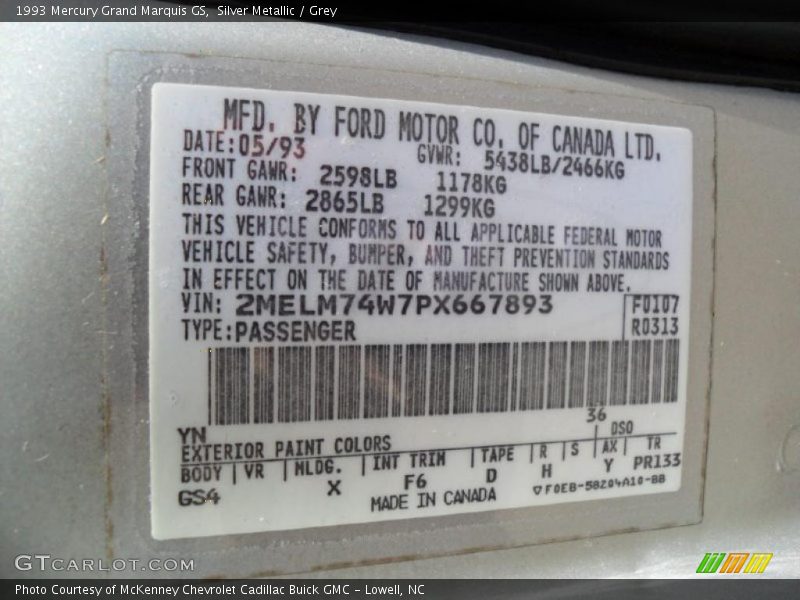 1993 Mercury Grand Marquis GS, Silver Metallic / Grey
MFD. BY FORD MOTOR CO. OF CANADA LTD.
DATE: 05/93 GVWR: 5438LB/2466KG
FRONT GAWR: 2598LB 1178KG
REAR GAWR: 2865LB 1299KG
THIS VEHICLE CONFORMS TO ALL APPLICABLE FEDERAL MOTOR
VEHICLE SAFETY, BUMPER, AND THEFT PREVENTION STANDARDS
IN EFFECT ON THE DATE OF MANUFACTURE SHOWN ABOVE.
VIN: 2MELM74W7PX667893 F0107
TYPE: PASSENGER R0313
36
YN DSO
EXTERIOR PAINT COLORS
BODY VR MLDG. INT TRIM TAPE R S AX TR
GS4 X F6 D H Y PR133
MADE IN CANADA F0EB-58204A10-BB
GTCARLOT.COM
Photo Courtesy of McKenney Chevrolet Cadillac Buick GMC - Lowell, NC